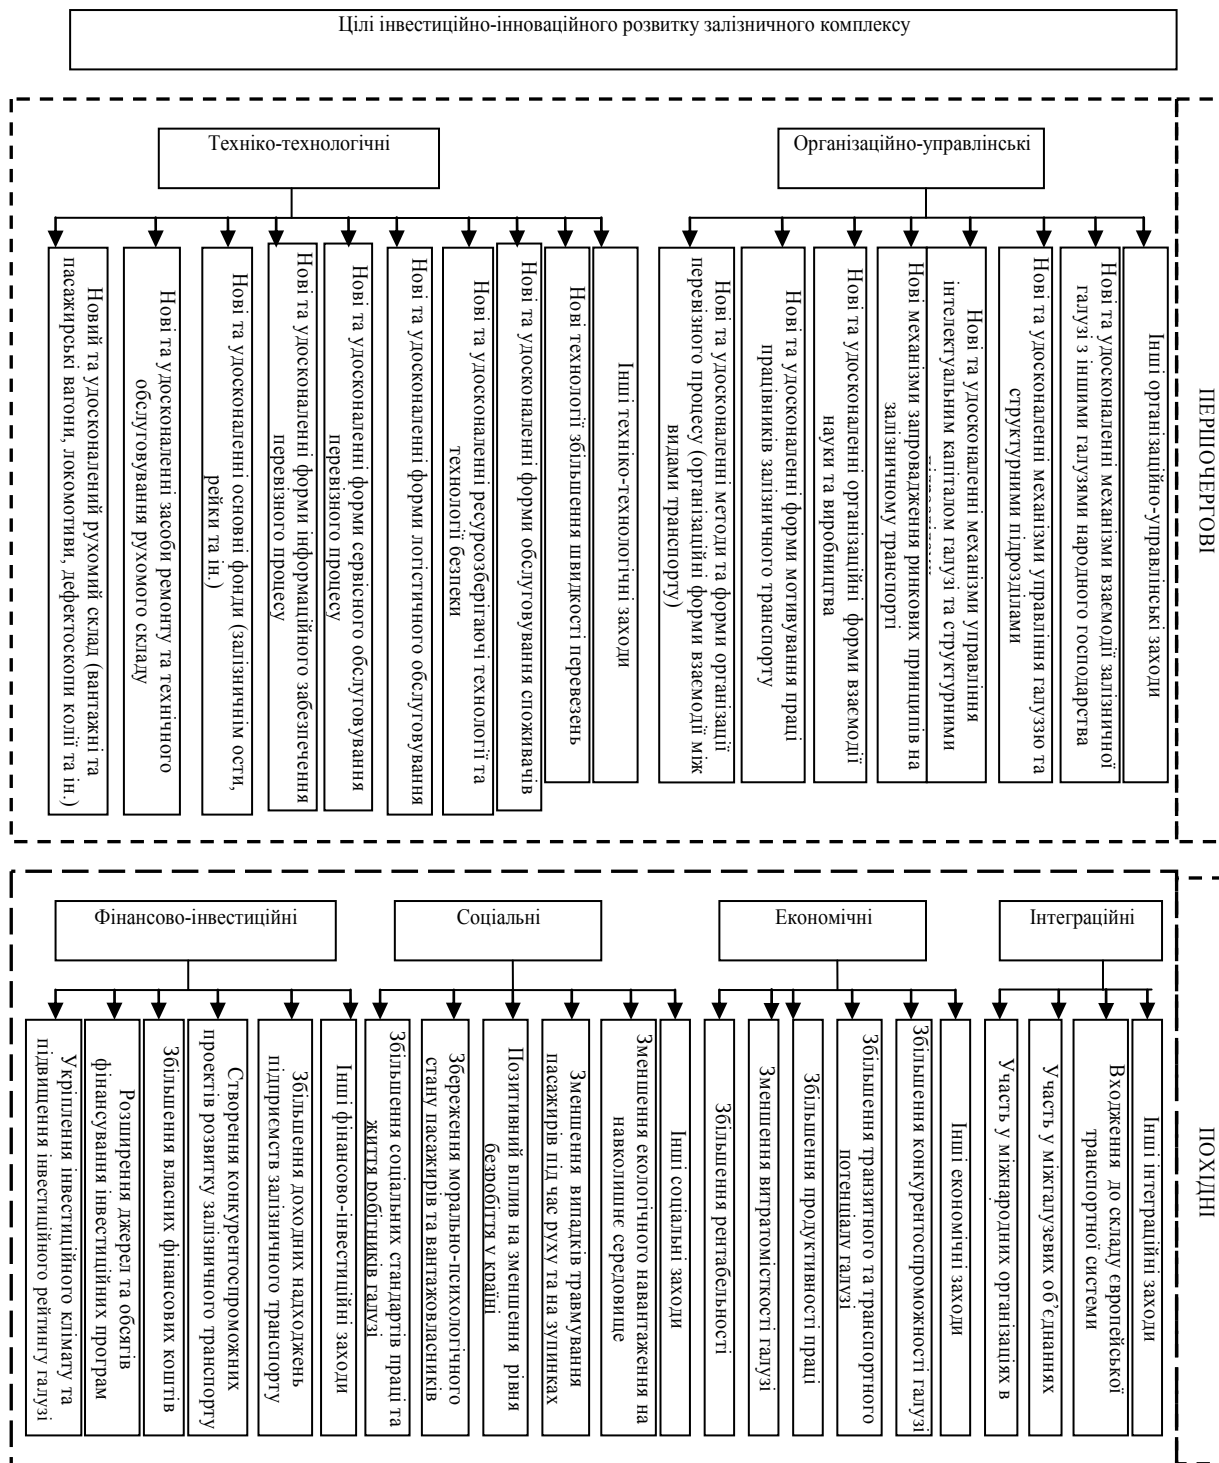 Цілі інвестиційно-інноваційного розвитку залізничного комплексу
ПЕРШОЧЕРГОВІ
Техніко-технологічні
Новий та удосконалений рухомий склад (вантажні та
пасажирські вагони, локомотиви, дефектоскопи колії та ін.)
Нові та удосконаленні засоби ремонту та технічного
обслуговування рухомого складу
Нові та удосконаленні основні фонди (залізничнім ости,
рейки та ін.)
Нові та удосконаленні форми інформаційного забезпечення
перевізного процесу
Нові та удосконаленні форми сервісного обслуговування
перевізного процесу
Нові та удосконаленні форми логістичного обслуговування
Нові та удосконаленні ресурсозберігаючі технології та
технології безпеки
Нові та удосконаленні форми обслуговування споживачів
Нові технології збільшення швидкості перевезень
Інші техніко-технологічні заходи
Організаційно-управлінські
Нові та удосконаленні методи та форми організації
перевізного процесу (організаційні форми взаємодії між
видами транспорту)
Нові та удосконаленні форми мотивування праці
працівників залізничного транспорту
Нові та удосконаленні організаційні форми взаємодії
науки та виробництва
Нові механізми запровадження ринкових принципів на
залізничному транспорті
Нові та удосконаленні механізми управління
інтелектуальним капіталом галузі та структурними
Нові та удосконаленні механізми управління галуззю та
структурними підрозділами
Нові та удосконаленні механізми взаємодії залізничної
галузі з іншими галузями народного господарства
Інші організаційно-управлінські заходи
ПОХІДНІ
Фінансово-інвестиційні
Укріплення інвестиційного клімату та
підвищення інвестиційного рейтингу галузі
Розширення джерел та обсягів
фінансування інвестиційних програм
Збільшення власних фінансових коштів
Створення конкурентоспроможних
проектів розвитку залізничного транспорту
Збільшення доходних надходжень
підприємств залізничного транспорту
Інші фінансово-інвестиційні заходи
Соціальні
Збільшення соціальних стандартів праці та
життя робітників галузі
Збереження морально-психологічного
стану пасажирів та вантажовласників
Позитивний вплив на зменшення рівня
безробіття у країні
Зменшення випадків травмування
пасажирів під час руху та на зупинках
Зменшення екологічного навантаження на
навколишнє середовище
Інші соціальні заходи
Економічні
Збільшення рентабельності
Зменшення витратомісткості галузі
Збільшення продуктивності праці
Збільшення транзитного та транспортного
потенціалу галузі
Збільшення конкурентоспроможності галузі
Інші економічні заходи
Інтеграційні
Участь у міжнародних організаціях в
Участь у міжгалузевих об’єднаннях
Входження до складу європейської
транспортної системи
Інші інтеграційні заходи